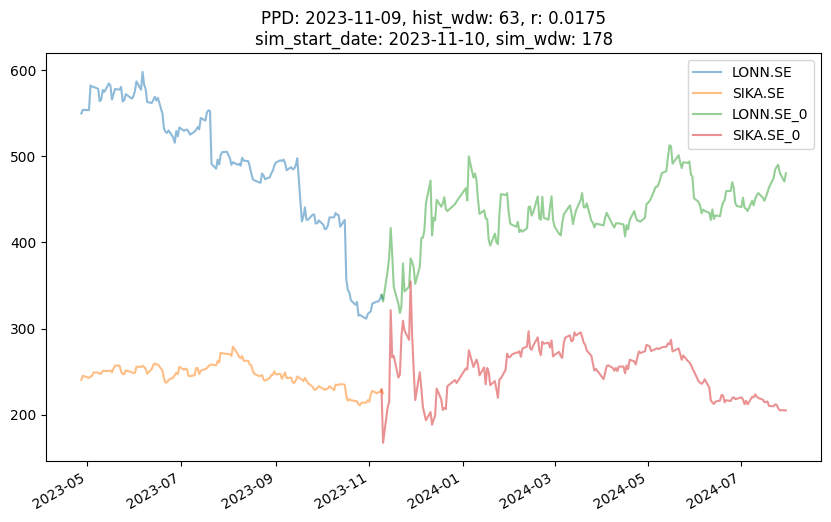 PPD: 2023-11-09, hist_wdw: 63, r: 0.0175
sim_start_date: 2023-11-10, sim_wdw: 178
LONN.SE
SIKA.SE
LONN.SE_0
SIKA.SE_0
600
500
400
300
200
2023-05
2023-07
2023-09
2023-11
2024-01
2024-03
2024-05
2024-07